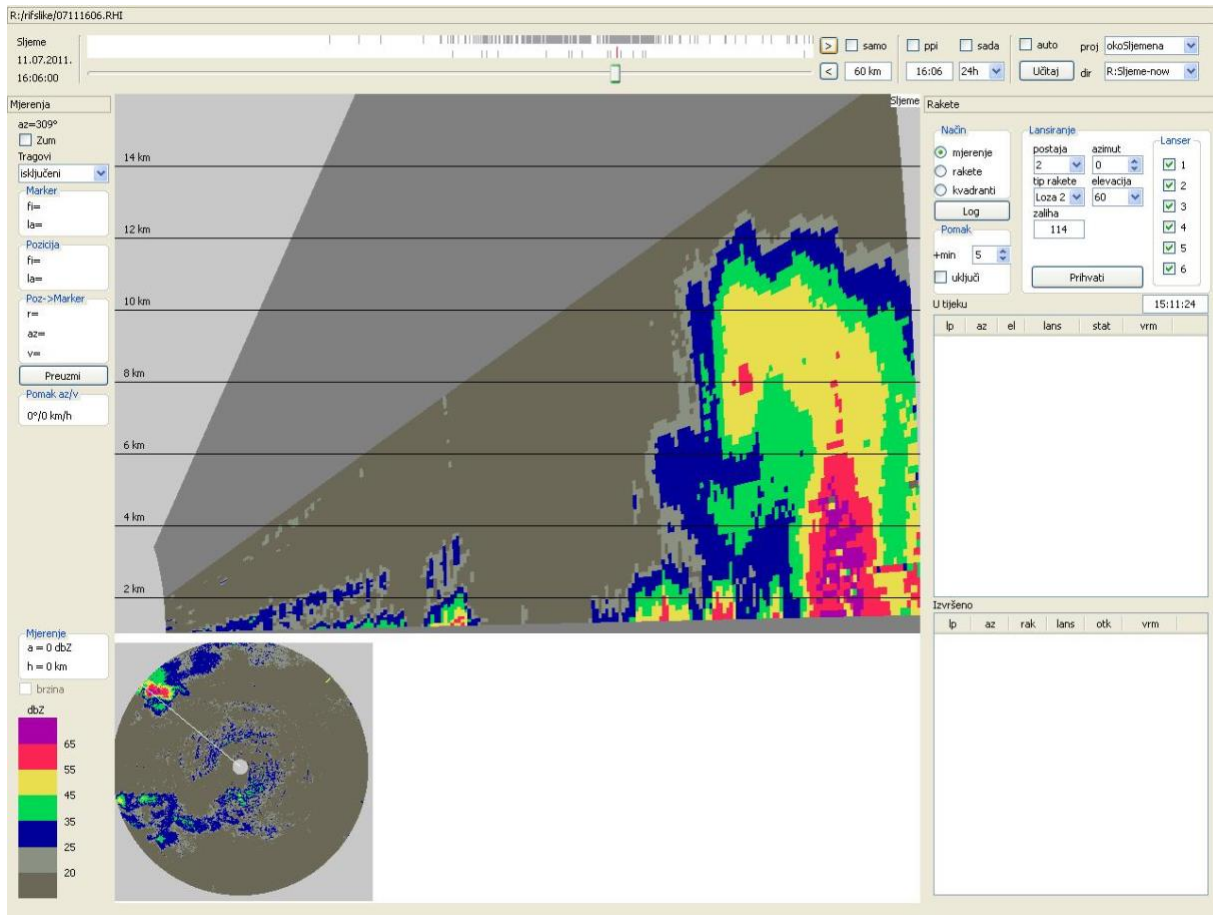 R:/rifslike/07111606.RHI
Sljeme
11.07.2011.
16:06:00
> samo ppi sada auto proj okoSljemena
< 60 km 16:06 24h Učitaj dir R:Sljeme-now
Mjerenja
az=309°
Zum
Tragovi
isključeni
Marker
fi=
la=
Pozicija
fi=
la=
Poz->Marker
r=
az=
v=
Preuzmi
Pomak az/v
0°/0 km/h
Mjerenje
a = 0 dbZ
h = 0 km
brzina
dbZ
65
55
45
35
25
20
Sljeme
14 km
12 km
10 km
8 km
6 km
4 km
2 km
Rakete
Način
mjerenje
rakete
kvadranti
Log
Pomak
+min 5
uključi
Lansiranje
postaja azimut
2 0
tip rakete elevacija
Loza 2 60
zaliha
114
Prihvati
Lanser
1
2
3
4
5
6
U tijeku 15:11:24
lp az el lans stat vrm
Izvršeno
lp az rak lans otk vrm